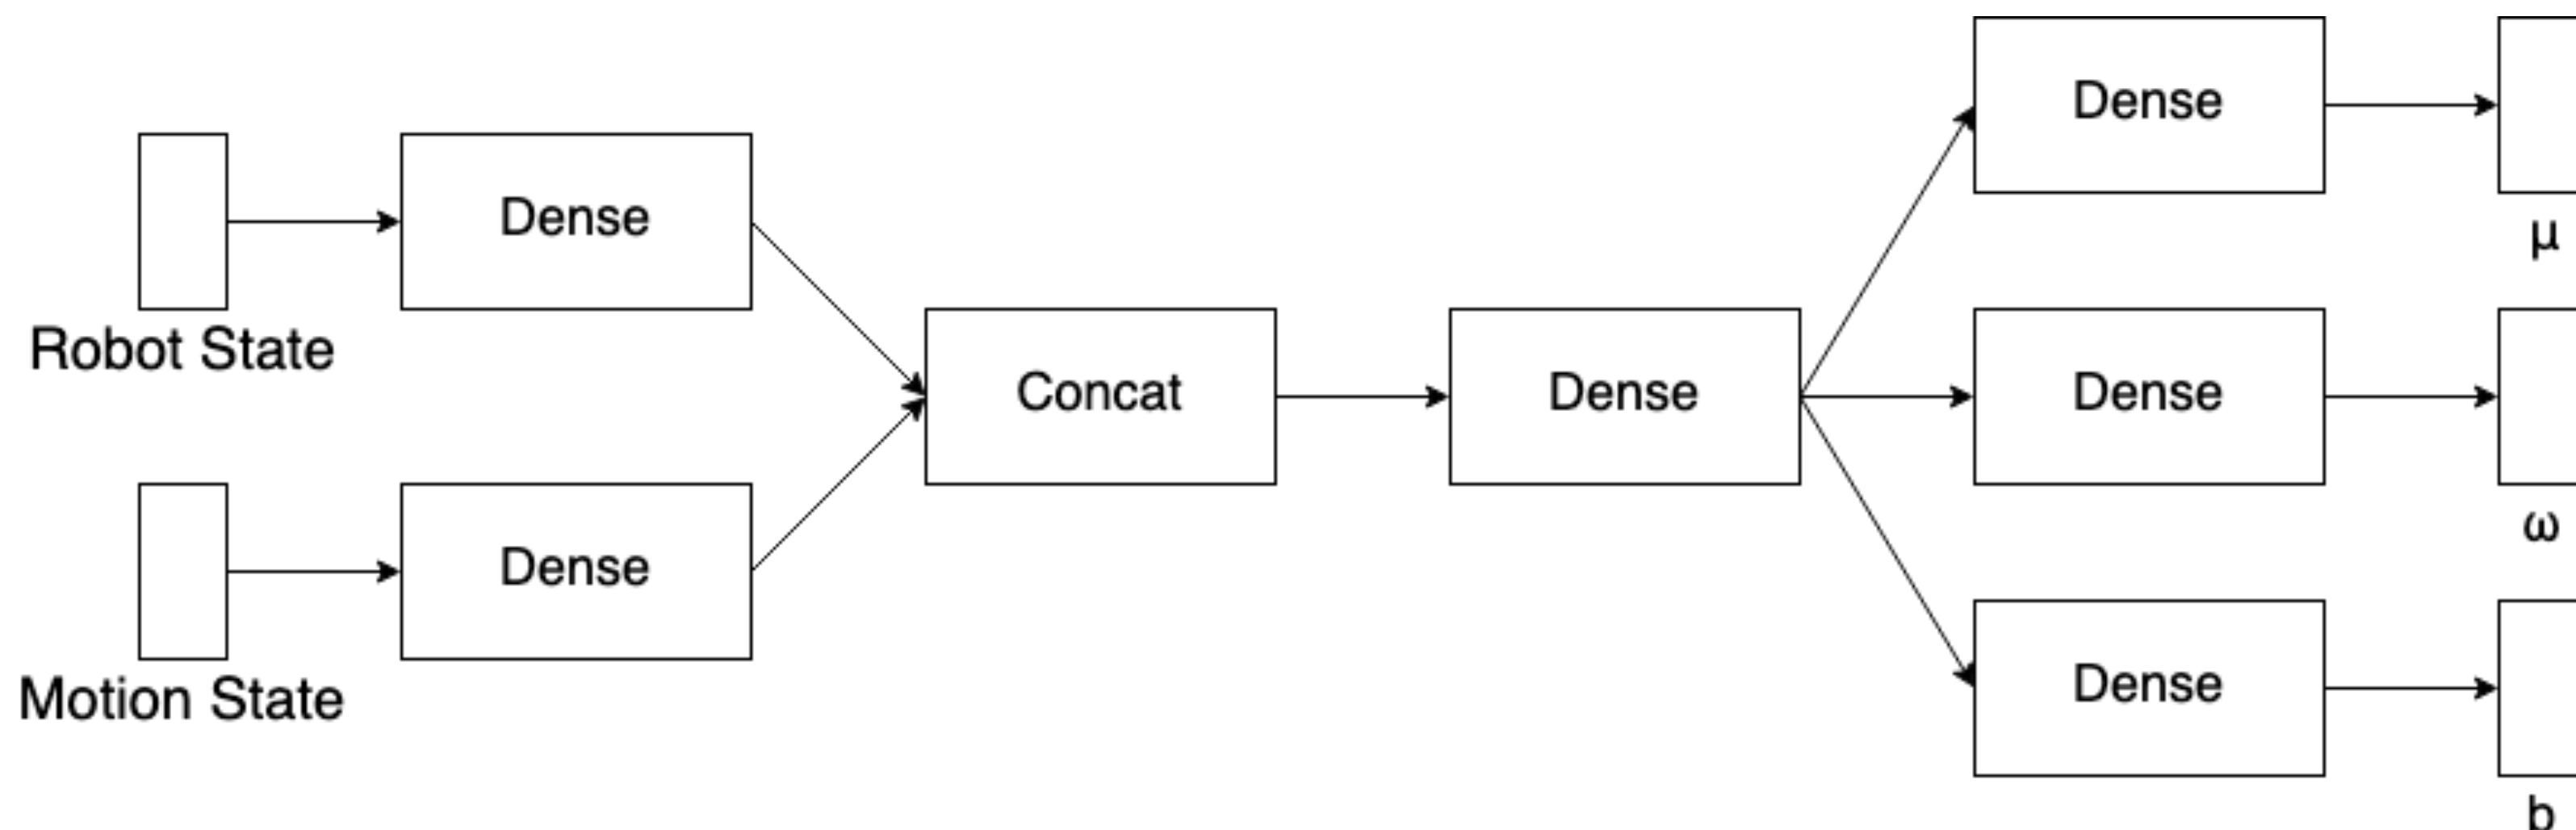 Robot State
Dense
Motion State
Dense
Concat
Dense
Dense
μ
Dense
ω
Dense
b